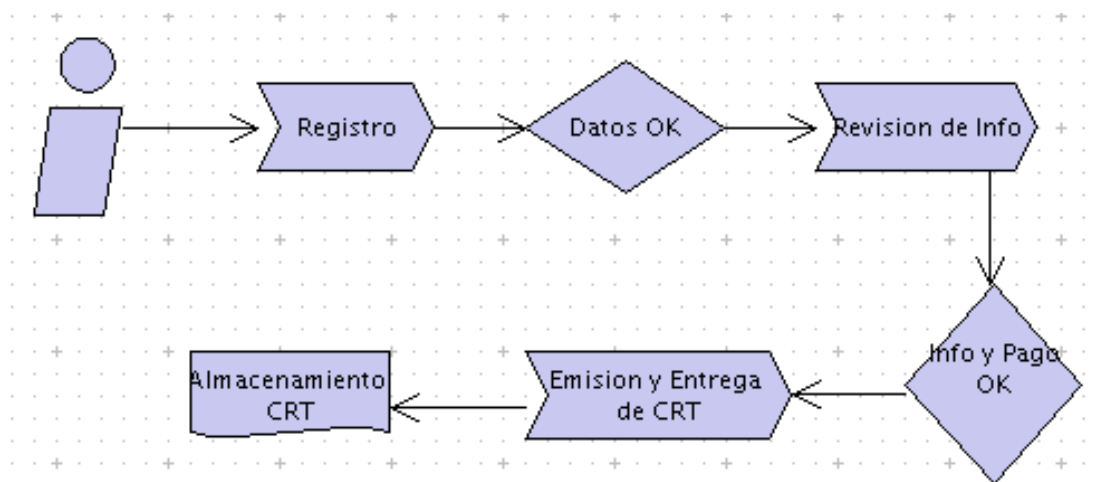 Registro
Datos OK
Revision de Info
Info y Pago
OK
Emision y Entrega
de CRT
Almacenamiento
CRT